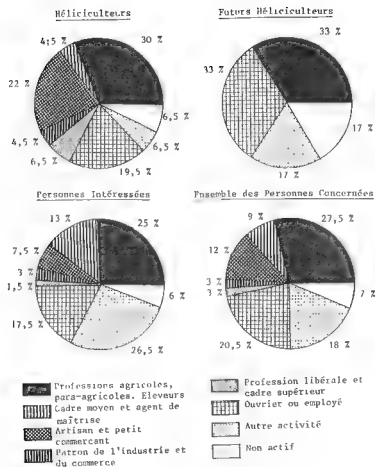 Héliciculteurs
Futurs Héliciculteurs
4,5 %
30 %
22 %
4,5 %
6,5 %
19,5 %
6,5 %
6,5 %
33 %
33 %
17 %
17 %
Personnes Intéressées
Ensemble des Personnes Concernées
13 %
25 %
7,5 %
3 %
1,5 %
17,5 %
26,5 %
6 %
9 %
27,5 %
12 %
3 %
3 %
20,5 %
18 %
7 %
Professions agricoles,
para-agricoles. Eleveurs
Cadre moyen et agent de
maîtrise
Artisan et petit
commercant
Patron de l'industrie et
du commerce
Profession libérale et
cadre supérieur
Ouvrier ou employé
Autre activité
Non actif